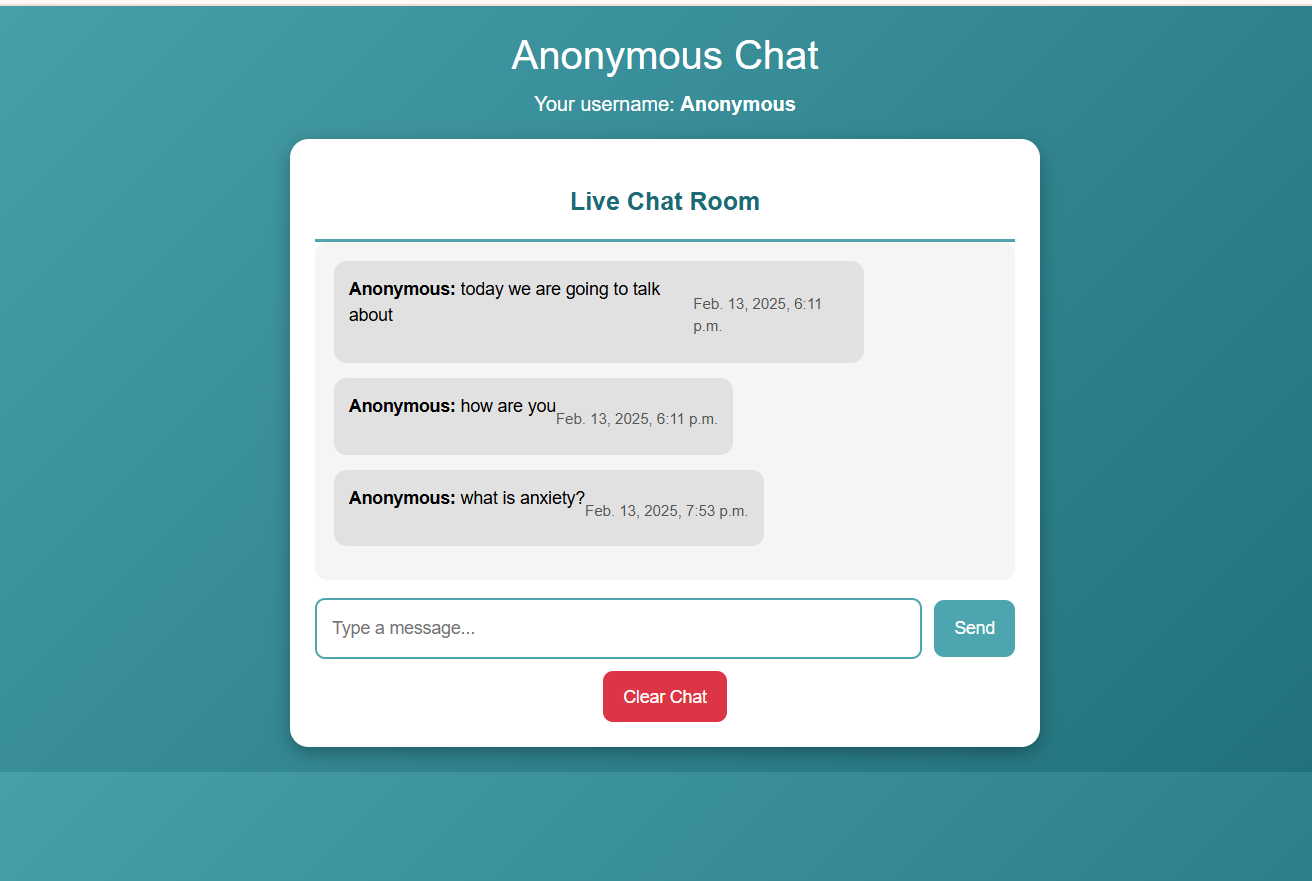 Anonymous Chat
Your username: Anonymous
Live Chat Room
Anonymous: today we are going to talk
about
Feb. 13, 2025, 6:11
p.m.
Anonymous: how are you
Feb. 13, 2025, 6:11 p.m.
Anonymous: what is anxiety?
Feb. 13, 2025, 7:53 p.m.
Type a message...
Send
Clear Chat